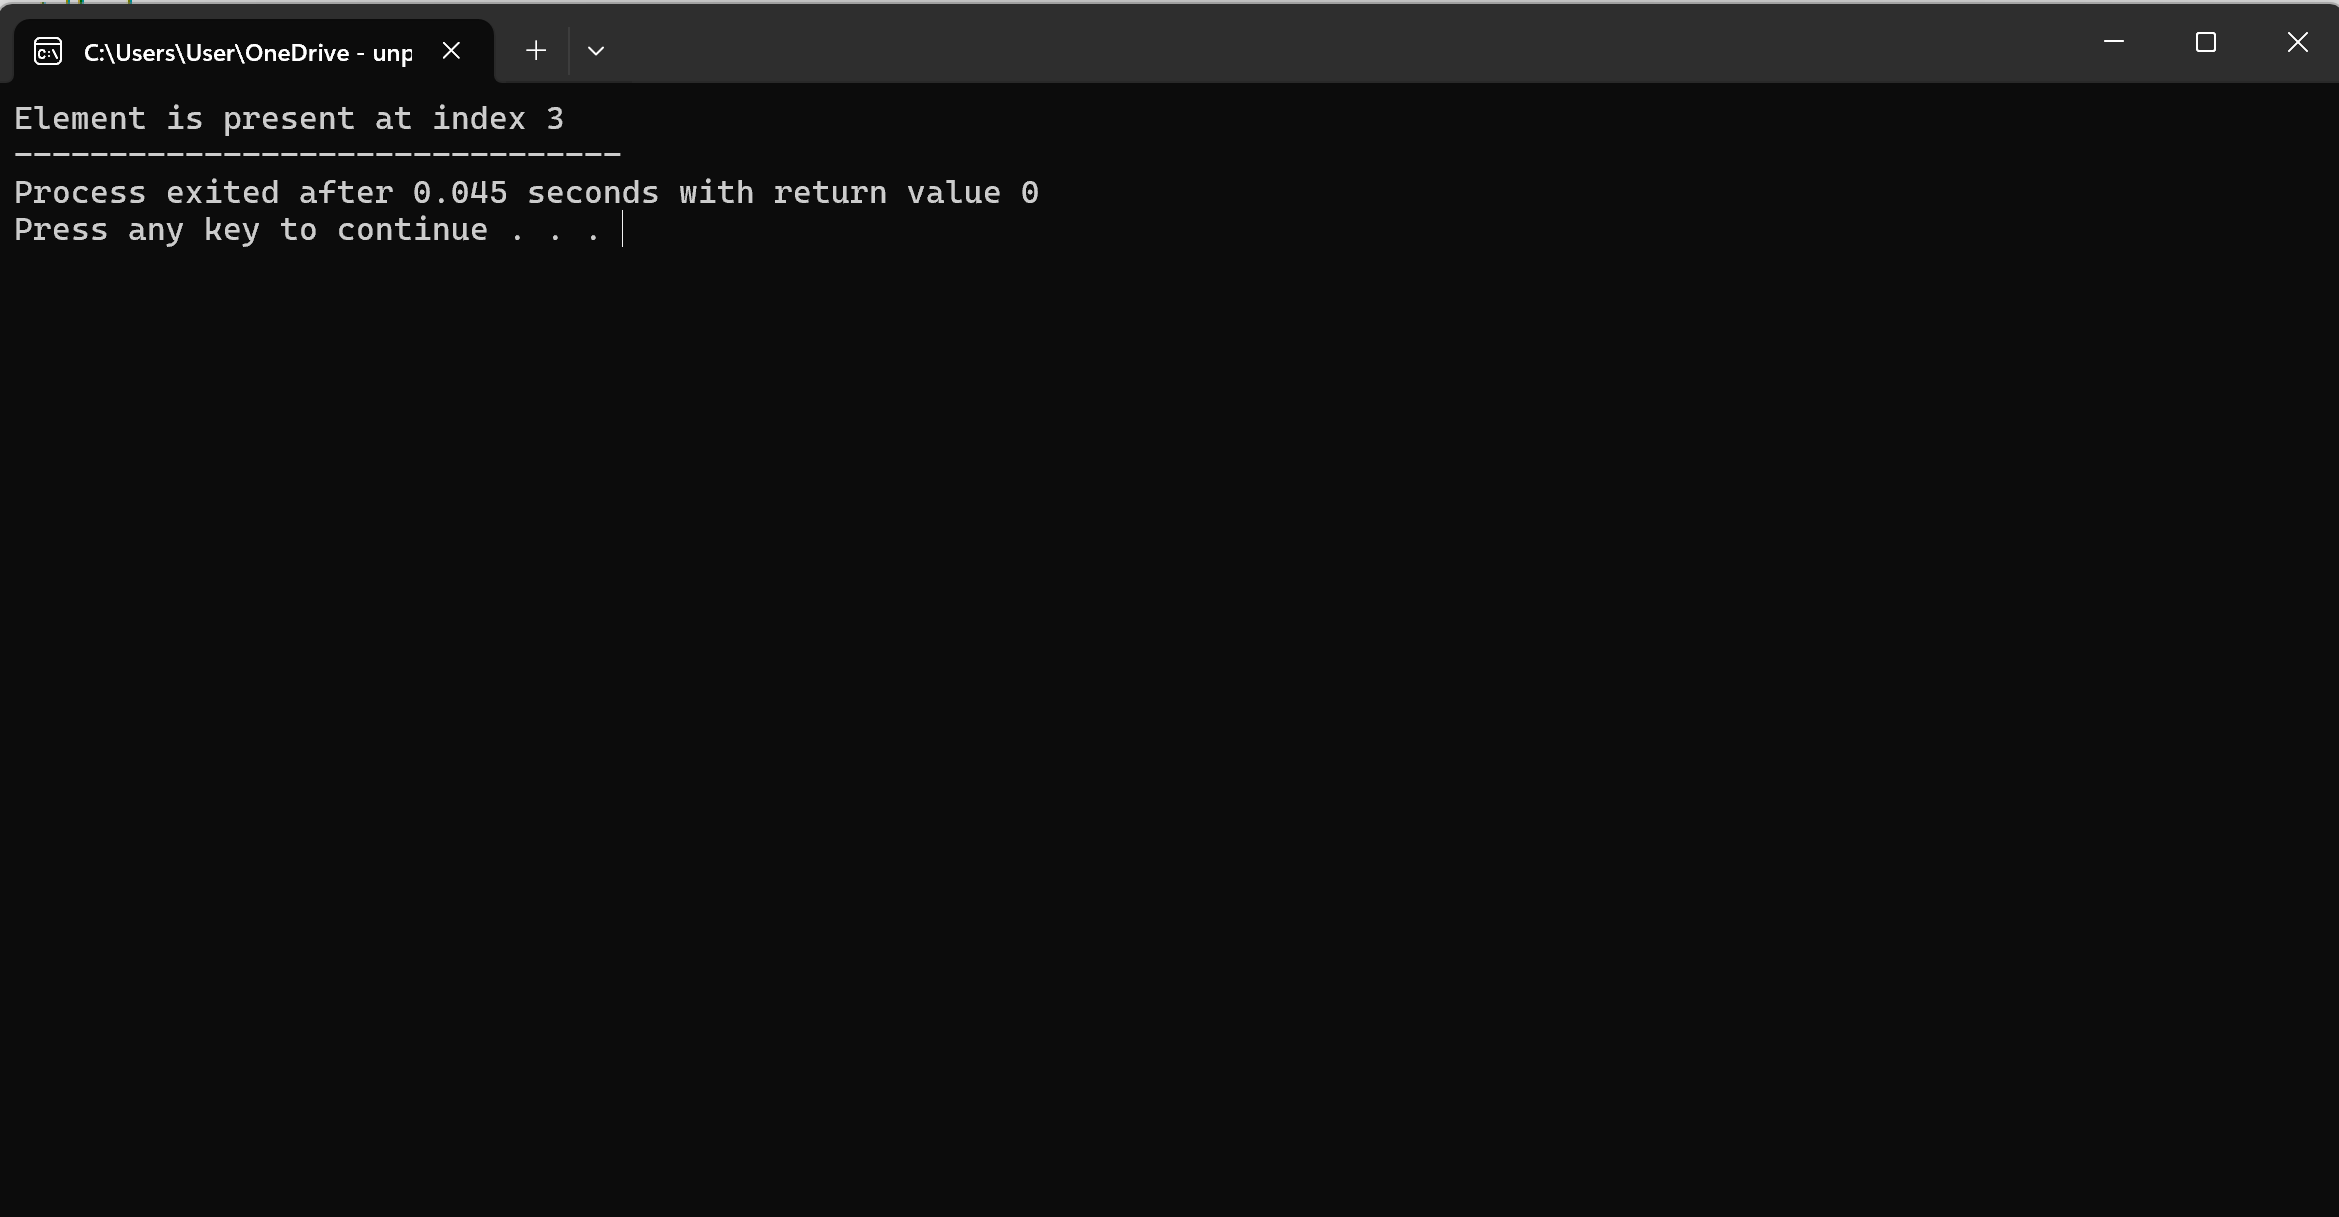 C:\Users\User\OneDrive - unp
Element is present at index 3
--------------------------------
Process exited after 0.045 seconds with return value 0
Press any key to continue . . .